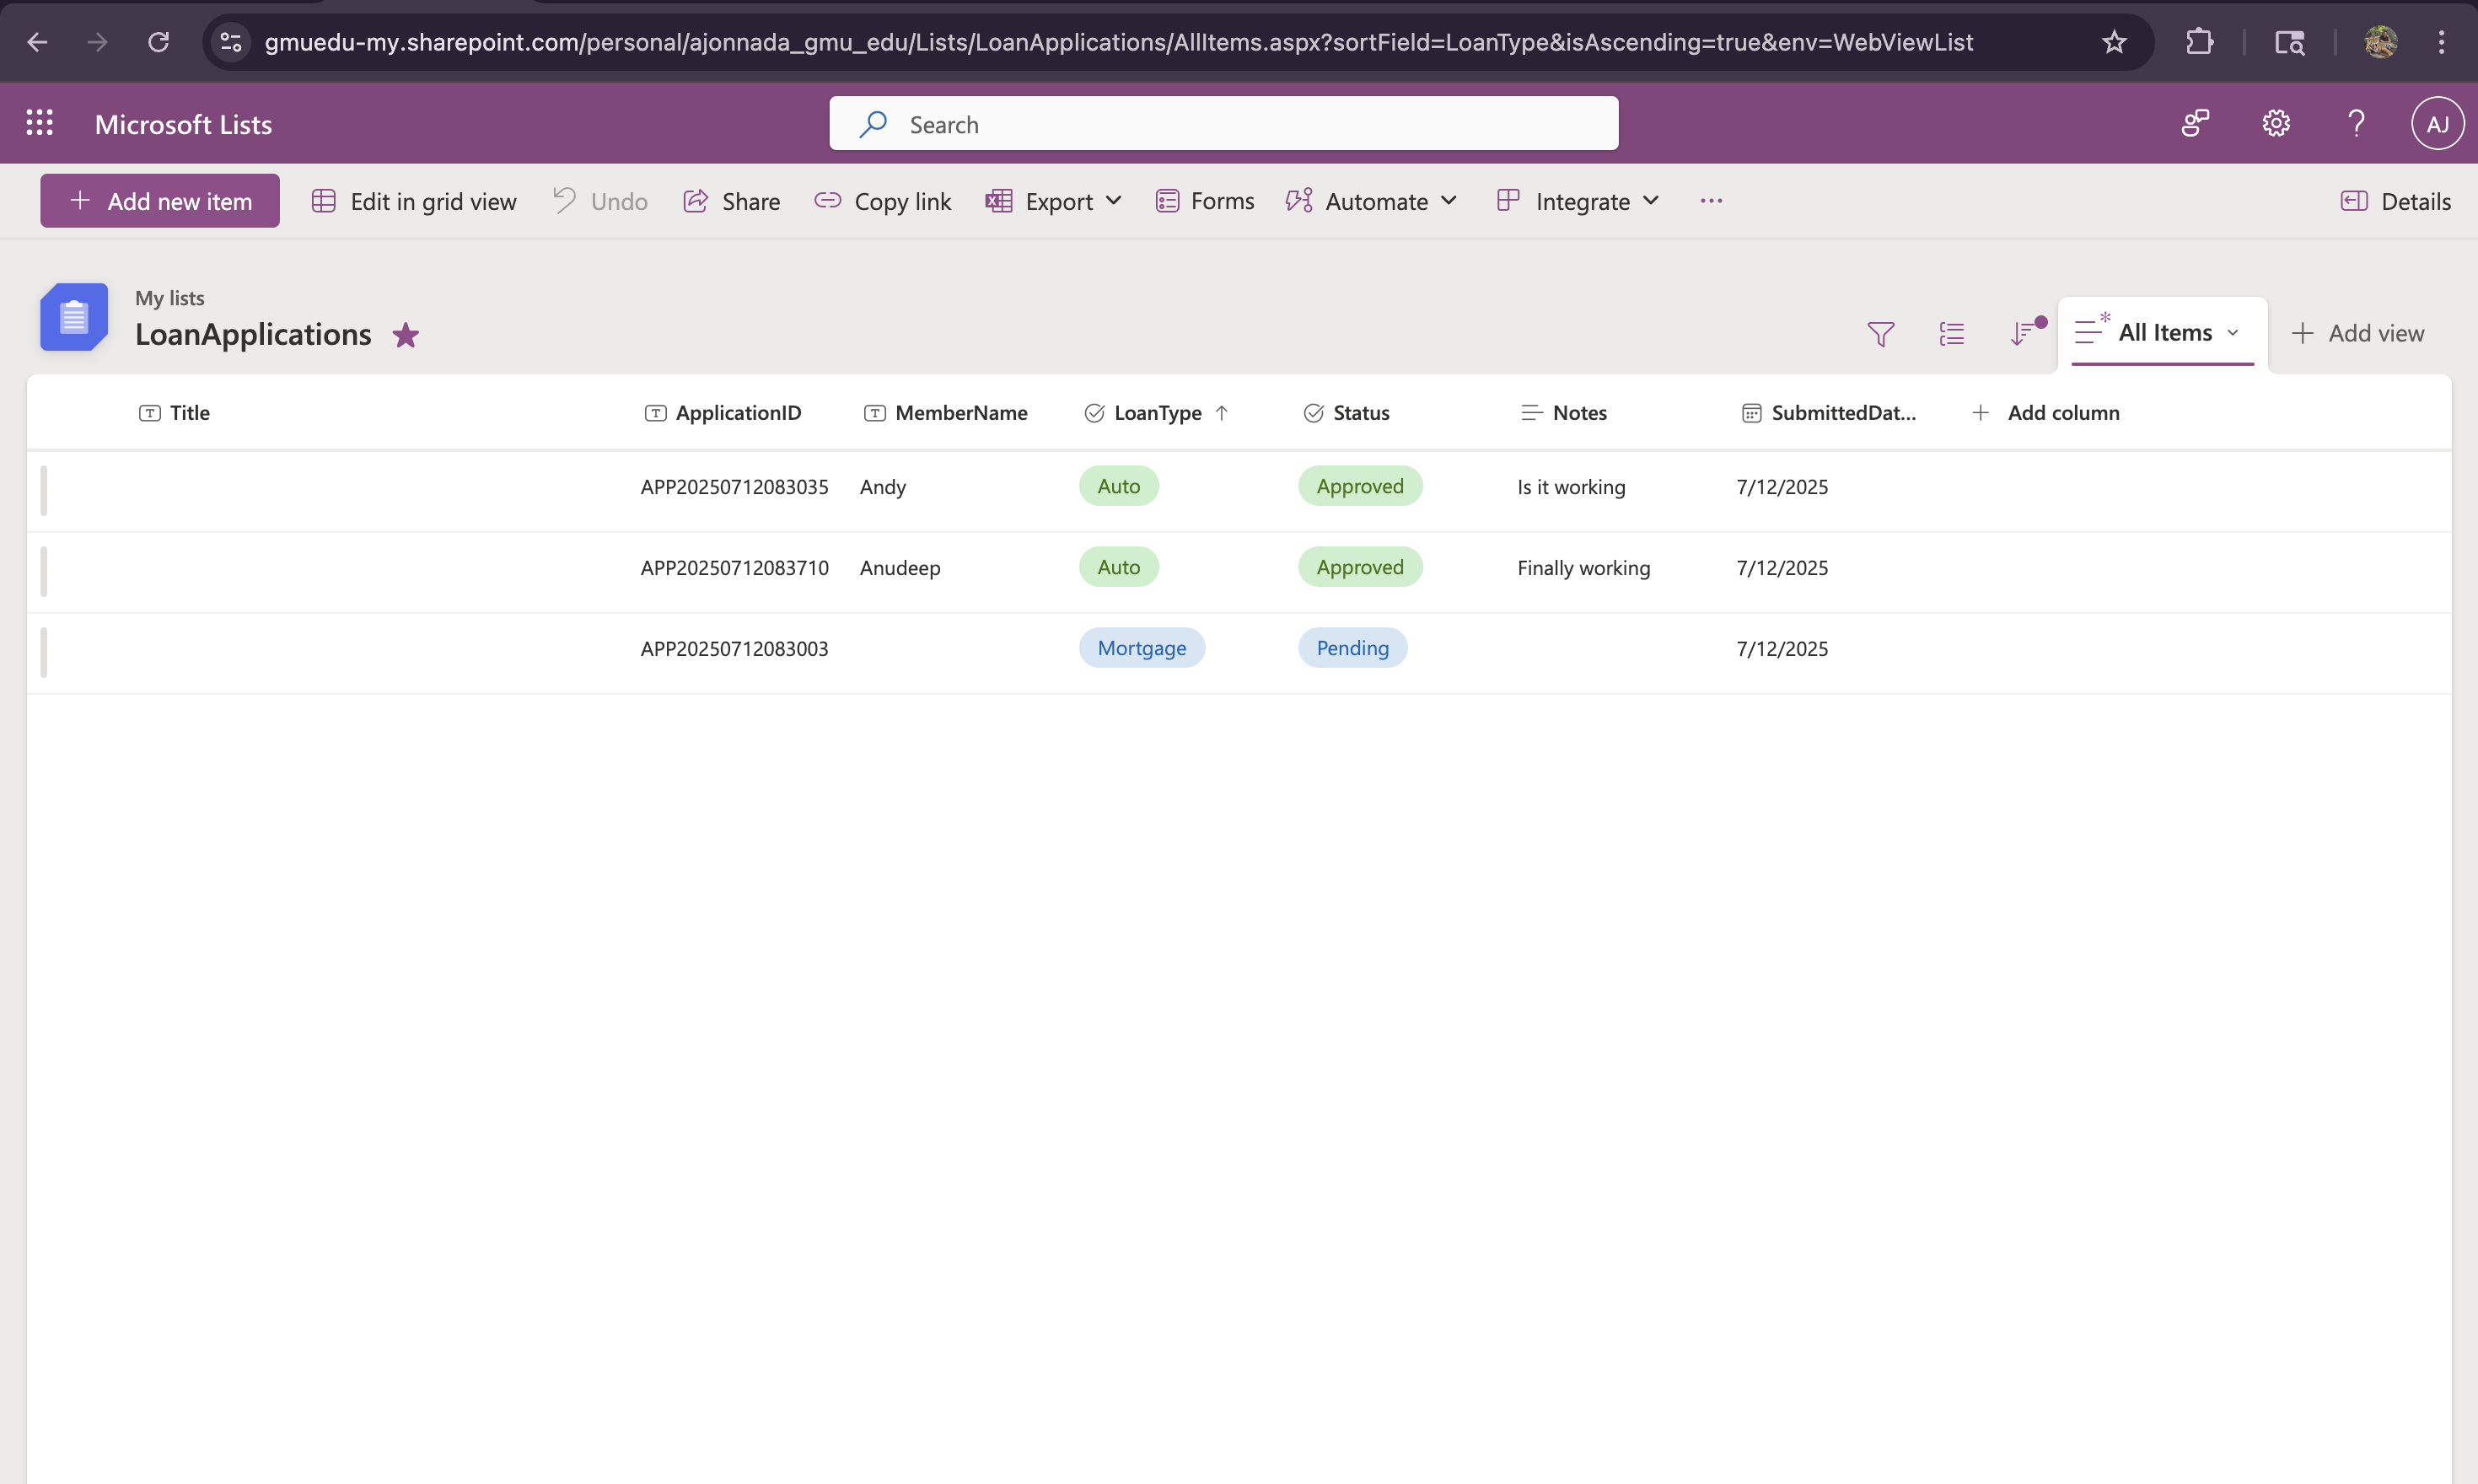 gmuedu-my.sharepoint.com/personal/ajonnada_gmu_edu/Lists/LoanApplications/AllItems.aspx?sortField=LoanType&isAscending=true&env=WebViewList
Microsoft Lists
Search
AJ
Add new item
Edit in grid view
Undo
Share
Copy link
Export
Forms
Automate
Integrate
Details
My lists
LoanApplications
All Items
Add view
Title ApplicationID MemberName LoanType Status Notes SubmittedDat... Add column
APP20250712083035 Andy Auto Approved Is it working 7/12/2025
APP20250712083710 Anudeep Auto Approved Finally working 7/12/2025
APP20250712083003 Mortgage Pending 7/12/2025